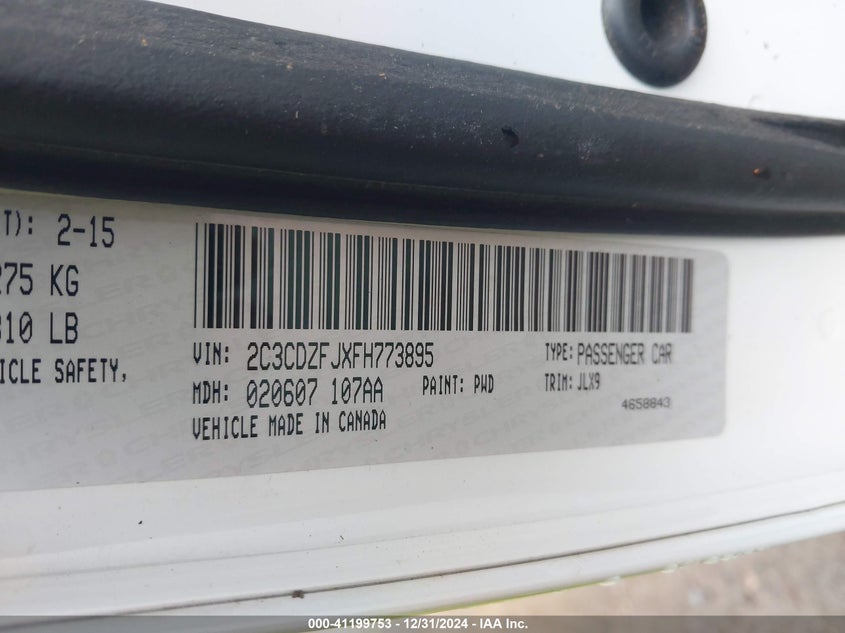 T): 2-15
275 KG
310 LB
ICLE SAFETY,
VIN: 2C3CDZFJXFH773895 TYPE: PASSENGER CAR
MDH: 020607 107AA PAINT: PWD TRIM: JLX9
4658843
VEHICLE MADE IN CANADA
CHRYSLER
000-41199753 - 12/31/2024 - IAA Inc.